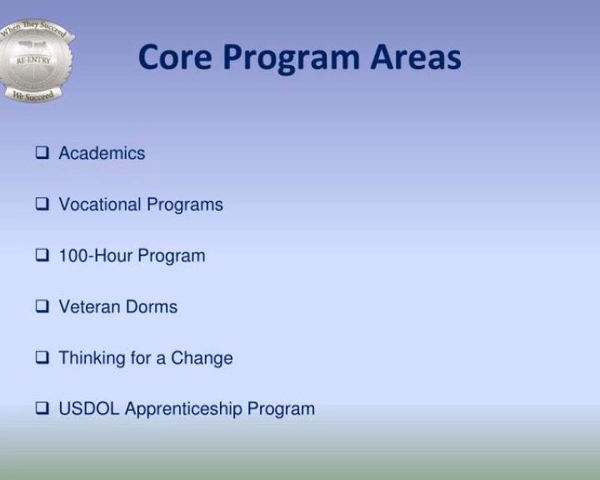 When They Succeed
RE-ENTRY
We Succeed
Core Program Areas
Academics
Vocational Programs
100-Hour Program
Veteran Dorms
Thinking for a Change
USDOL Apprenticeship Program